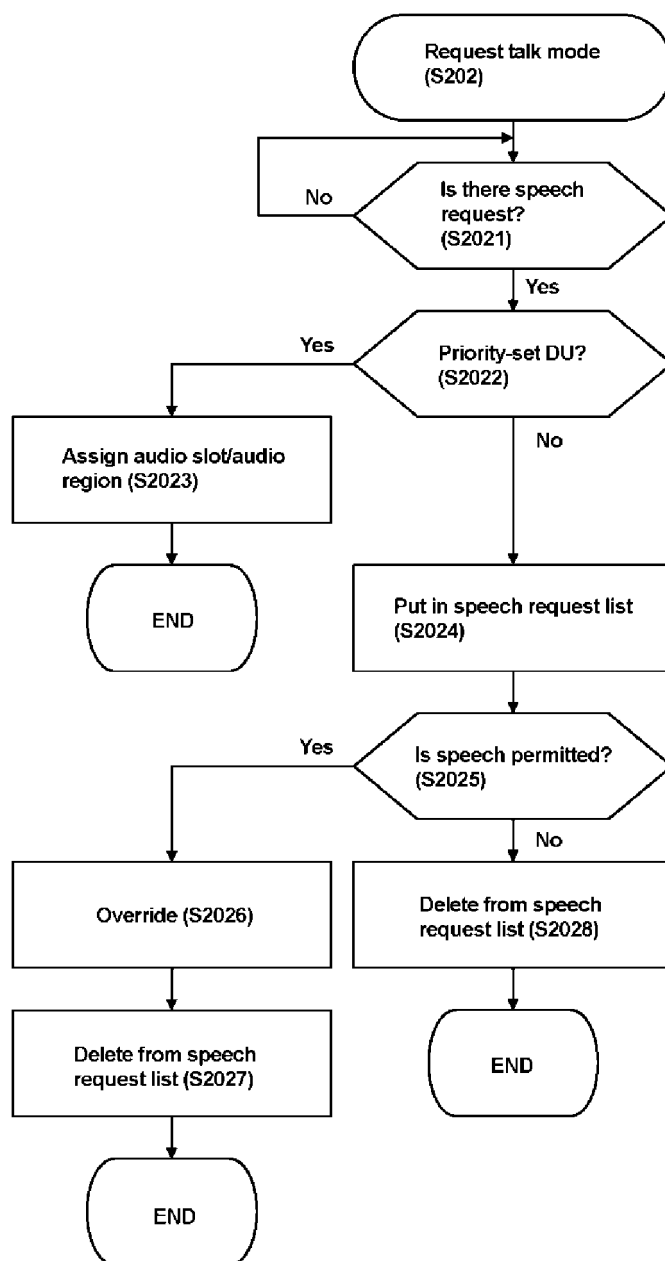 Request talk mode
(S202)
No
Is there speech
request?
(S2021)
Yes
Yes
Priority-set DU?
(S2022)
No
Assign audio slot/audio
region (S2023)
END
Put in speech request list
(S2024)
Yes
Is speech permitted?
(S2025)
No
Override (S2026)
Delete from speech
request list (S2028)
Delete from speech
request list (S2027)
END
END